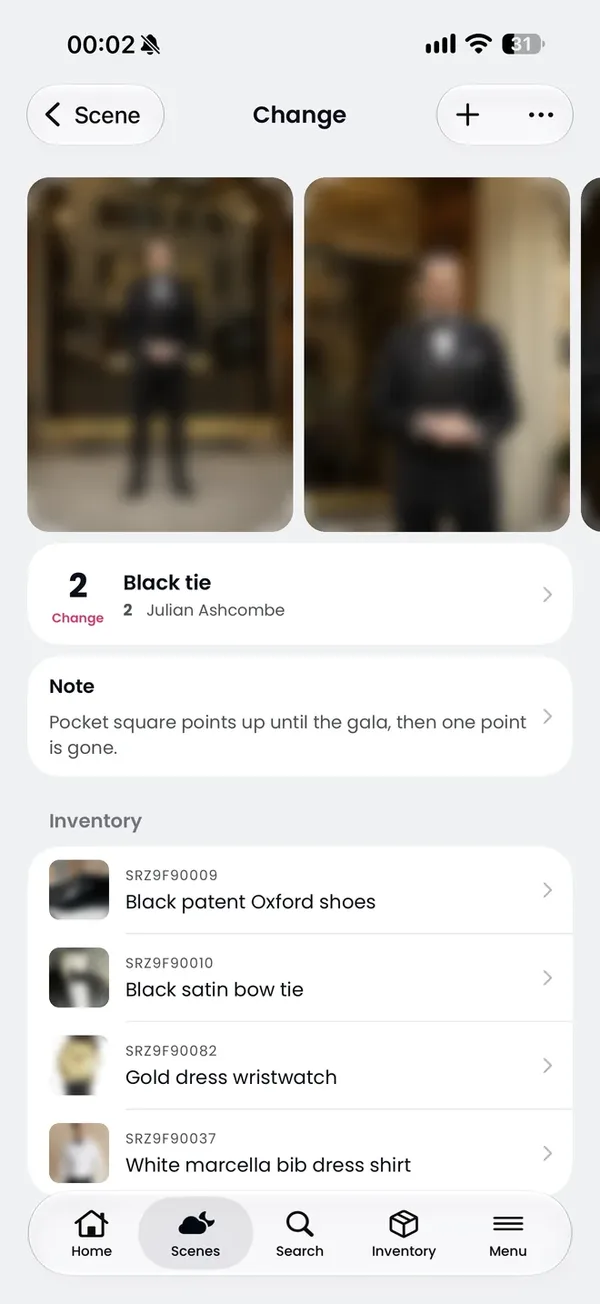 00:02
31
Scene
Change
2
Change
Black tie
2 Julian Ashcombe
Note
Pocket square points up until the gala, then one point
is gone.
Inventory
SRZ9F90009
Black patent Oxford shoes
SRZ9F90010
Black satin bow tie
SRZ9F90082
Gold dress wristwatch
SRZ9F90037
White marcella bib dress shirt
Home
Scenes
Search
Inventory
Menu